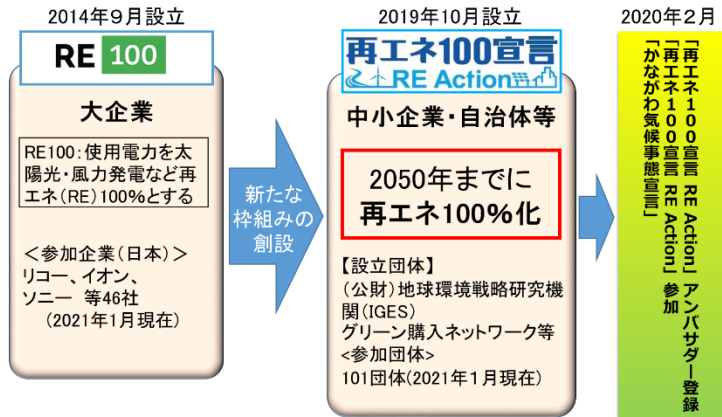 2014年9月設立
RE 100
大企業
RE100:使用電力を太
陽光・風力発電など再
エネ(RE)100%とする
<参加企業(日本)>
リコー、イオン、
ソニー 等46社
(2021年1月現在)
新たな
枠組みの
創設
2019年10月設立
再エネ100宣言
RE Action
中小企業・自治体等
2050年までに
再エネ100%化
【設立団体】
(公財)地球環境戦略研究機
関(IGES)
グリーン購入ネットワーク等
<参加団体>
101団体(2021年1月現在)
2020年2月
「再エネ100宣言 RE Action」アンバサダー登録
「再エネ100宣言 RE Action」参加
「かながわ気候事態宣言」